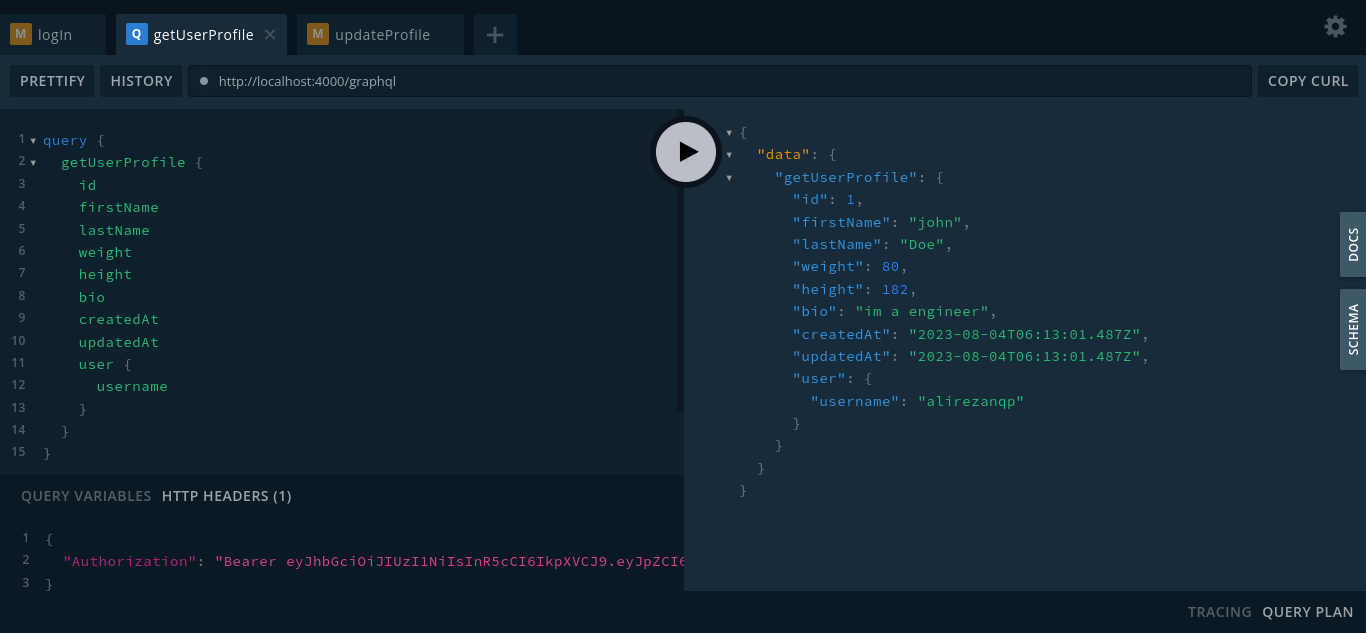 M logIn
Q getUserProfile ×
M updateProfile
+
PRETTIFY
HISTORY
http://localhost:4000/graphql
COPY CURL
1 query {
2 getUserProfile {
3 id
4 firstName
5 lastName
6 weight
7 height
8 bio
9 createdAt
10 updatedAt
11 user {
12 username
13 }
14 }
15 }
QUERY VARIABLES
HTTP HEADERS (1)
1 {
2 "Authorization": "Bearer eyJhbGciOiJIUzI1NiIsInR5cCI6IkpXVCJ9.eyJpZCI6
3 }
{
"data": {
"getUserProfile": {
"id": 1,
"firstName": "john",
"lastName": "Doe",
"weight": 80,
"height": 182,
"bio": "im a engineer",
"createdAt": "2023-08-04T06:13:01.487Z",
"updatedAt": "2023-08-04T06:13:01.487Z",
"user": {
"username": "alirezanqp"
}
}
}
}
DOCS
SCHEMA
TRACING
QUERY PLAN